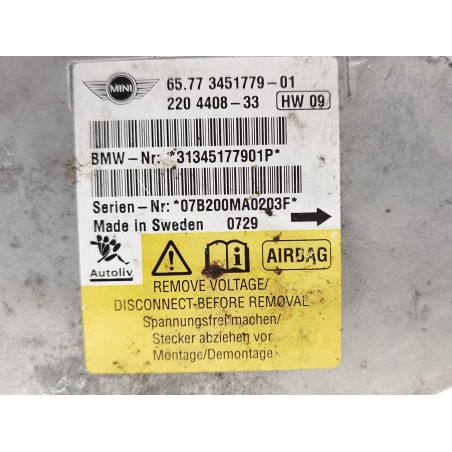 MINI
65.77 3451779-01
220 4408-33 HW 09
BMW-Nr: *31345177901P*
Serien-Nr: *07B200MA0203F*
Made in Sweden 0729
Autoliv
AIRBAG
REMOVE VOLTAGE/
DISCONNECT BEFORE REMOVAL
Spannungsfrei machen/
Stecker abziehen vor
Montage/Demontage